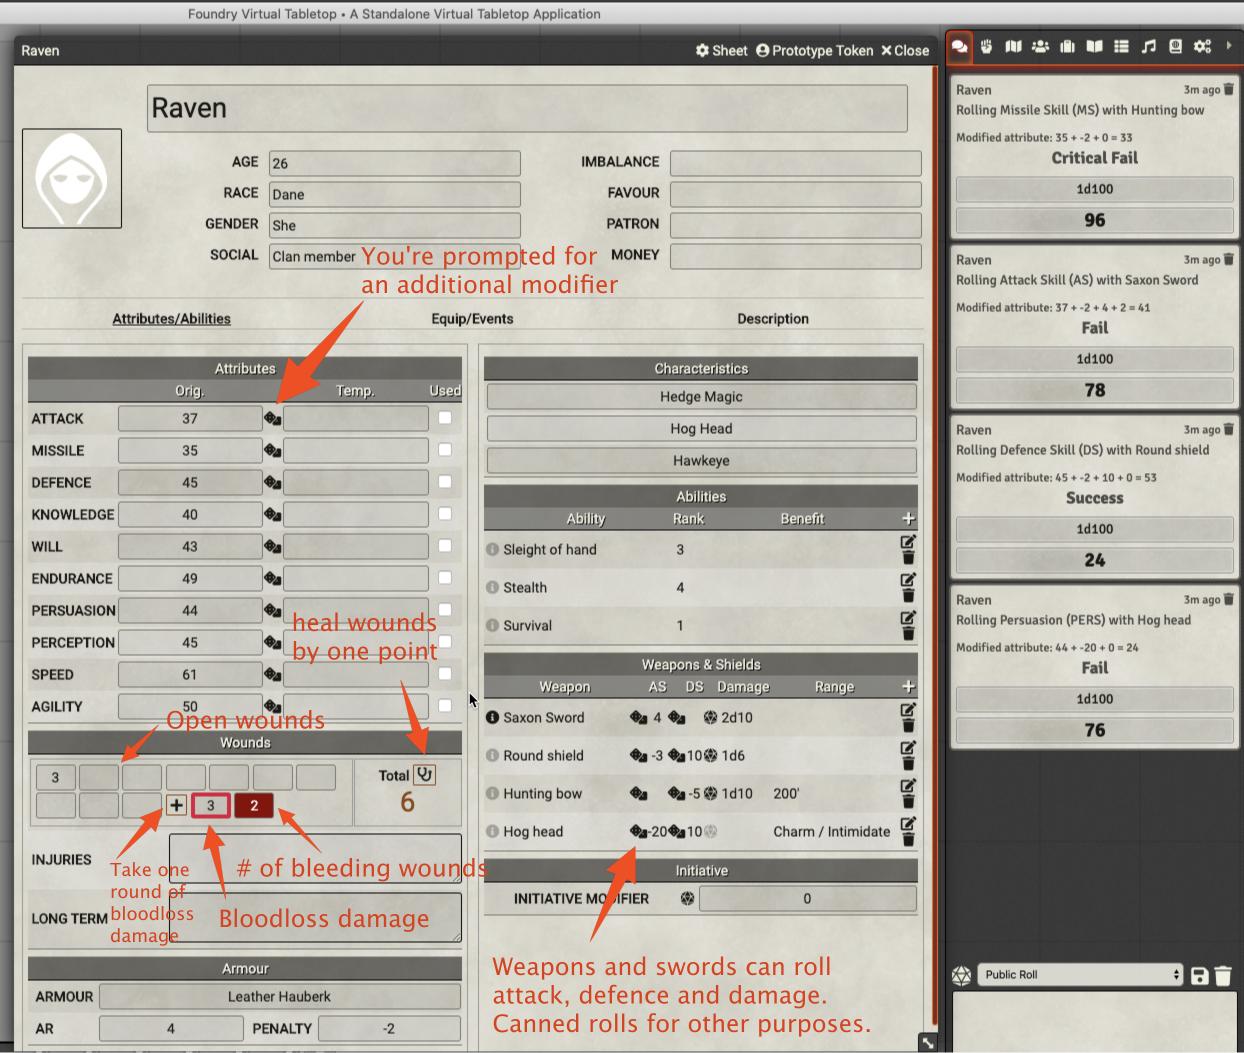 Foundry Virtual Tabletop • A Standalone Virtual Tabletop Application
Raven
Sheet Prototype Token Close
Raven
AGE 26
RACE Dane
GENDER She
SOCIAL Clan member
IMBALANCE
FAVOUR
PATRON
MONEY
You're prompted for
an additional modifier
Attributes/Abilities Equip/Events Description
Attributes
Orig. Temp. Used
ATTACK 37
MISSILE 35
DEFENCE 45
KNOWLEDGE 40
WILL 43
ENDURANCE 49
PERSUASION 44
PERCEPTION 45
SPEED 61
AGILITY 50
heal wounds
by one point
Open wounds
Wounds
3
+ 3 2
Total
6
INJURIES
LONG TERM
Take one
round of
bloodloss
damage
# of bleeding wounds
Bloodloss damage
Armour
ARMOUR Leather Hauberk
AR 4 PENALTY -2
Characteristics
Hedge Magic
Hog Head
Hawkeye
Abilities
Ability Rank Benefit +
Sleight of hand 3
Stealth 4
Survival 1
Weapons & Shields
Weapon AS DS Damage Range +
Saxon Sword 4 2d10
Round shield -3 10 1d6
Hunting bow -5 1d10 200'
Hog head -20 10 Charm / Intimidate
Initiative
INITIATIVE MODIFIER 0
Weapons and swords can roll
attack, defence and damage.
Canned rolls for other purposes.
Raven 3m ago
Rolling Missile Skill (MS) with Hunting bow
Modified attribute: 35 + -2 + 0 = 33
Critical Fail
1d100
96
Raven 3m ago
Rolling Attack Skill (AS) with Saxon Sword
Modified attribute: 37 + -2 + 4 + 2 = 41
Fail
1d100
78
Raven 3m ago
Rolling Defence Skill (DS) with Round shield
Modified attribute: 45 + -2 + 10 + 0 = 53
Success
1d100
24
Raven 3m ago
Rolling Persuasion (PERS) with Hog head
Modified attribute: 44 + -20 + 0 = 24
Fail
1d100
76
Public Roll